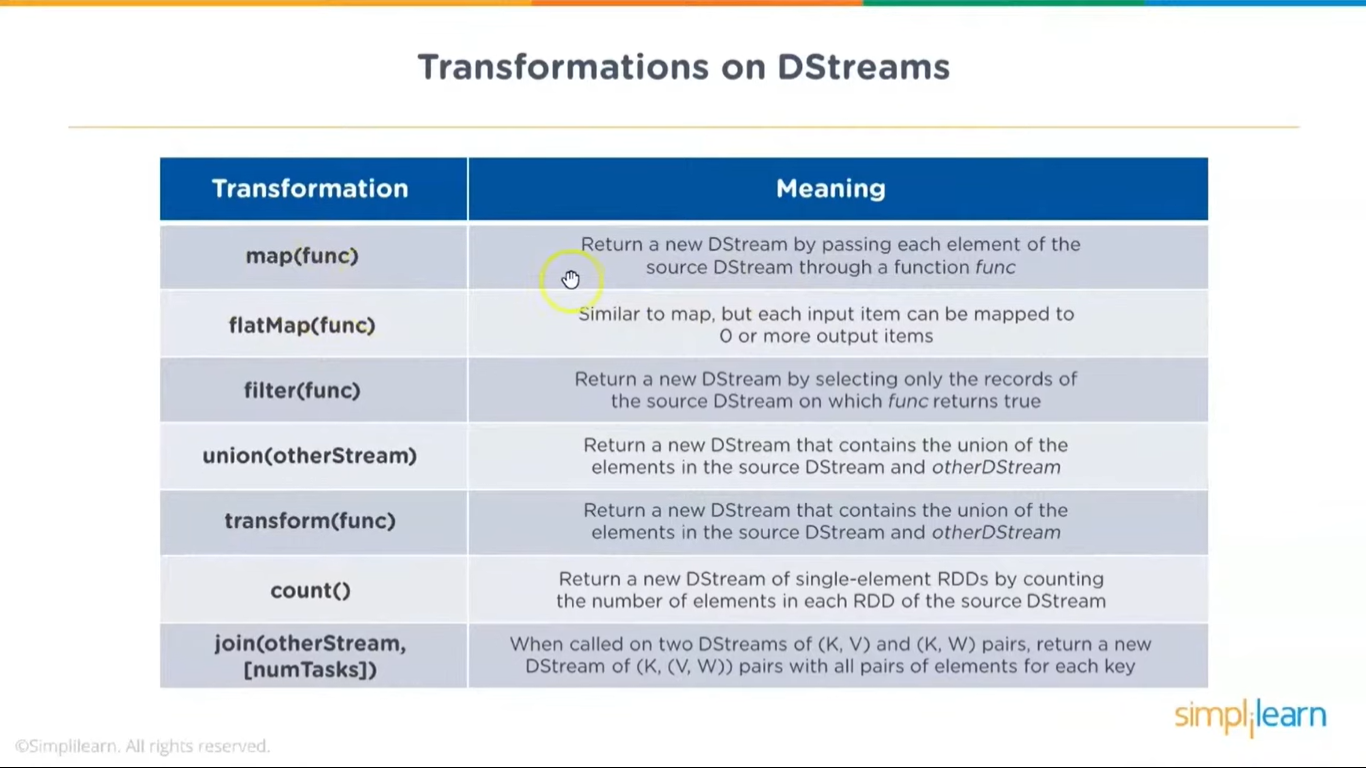 Transformations on DStreams
Transformation
Meaning
map(func)
Return a new DStream by passing each element of the
source DStream through a function func
flatMap(func)
Similar to map, but each input item can be mapped to
0 or more output items
filter(func)
Return a new DStream by selecting only the records of
the source DStream on which func returns true
union(otherStream)
Return a new DStream that contains the union of the
elements in the source DStream and otherDStream
transform(func)
Return a new DStream that contains the union of the
elements in the source DStream and otherDStream
count()
Return a new DStream of single-element RDDs by counting
the number of elements in each RDD of the source DStream
join(otherStream,
[numTasks])
When called on two DStreams of (K, V) and (K, W) pairs, return a new
DStream of (K, (V, W)) pairs with all pairs of elements for each key
simplilearn
©Simplilearn. All rights reserved.